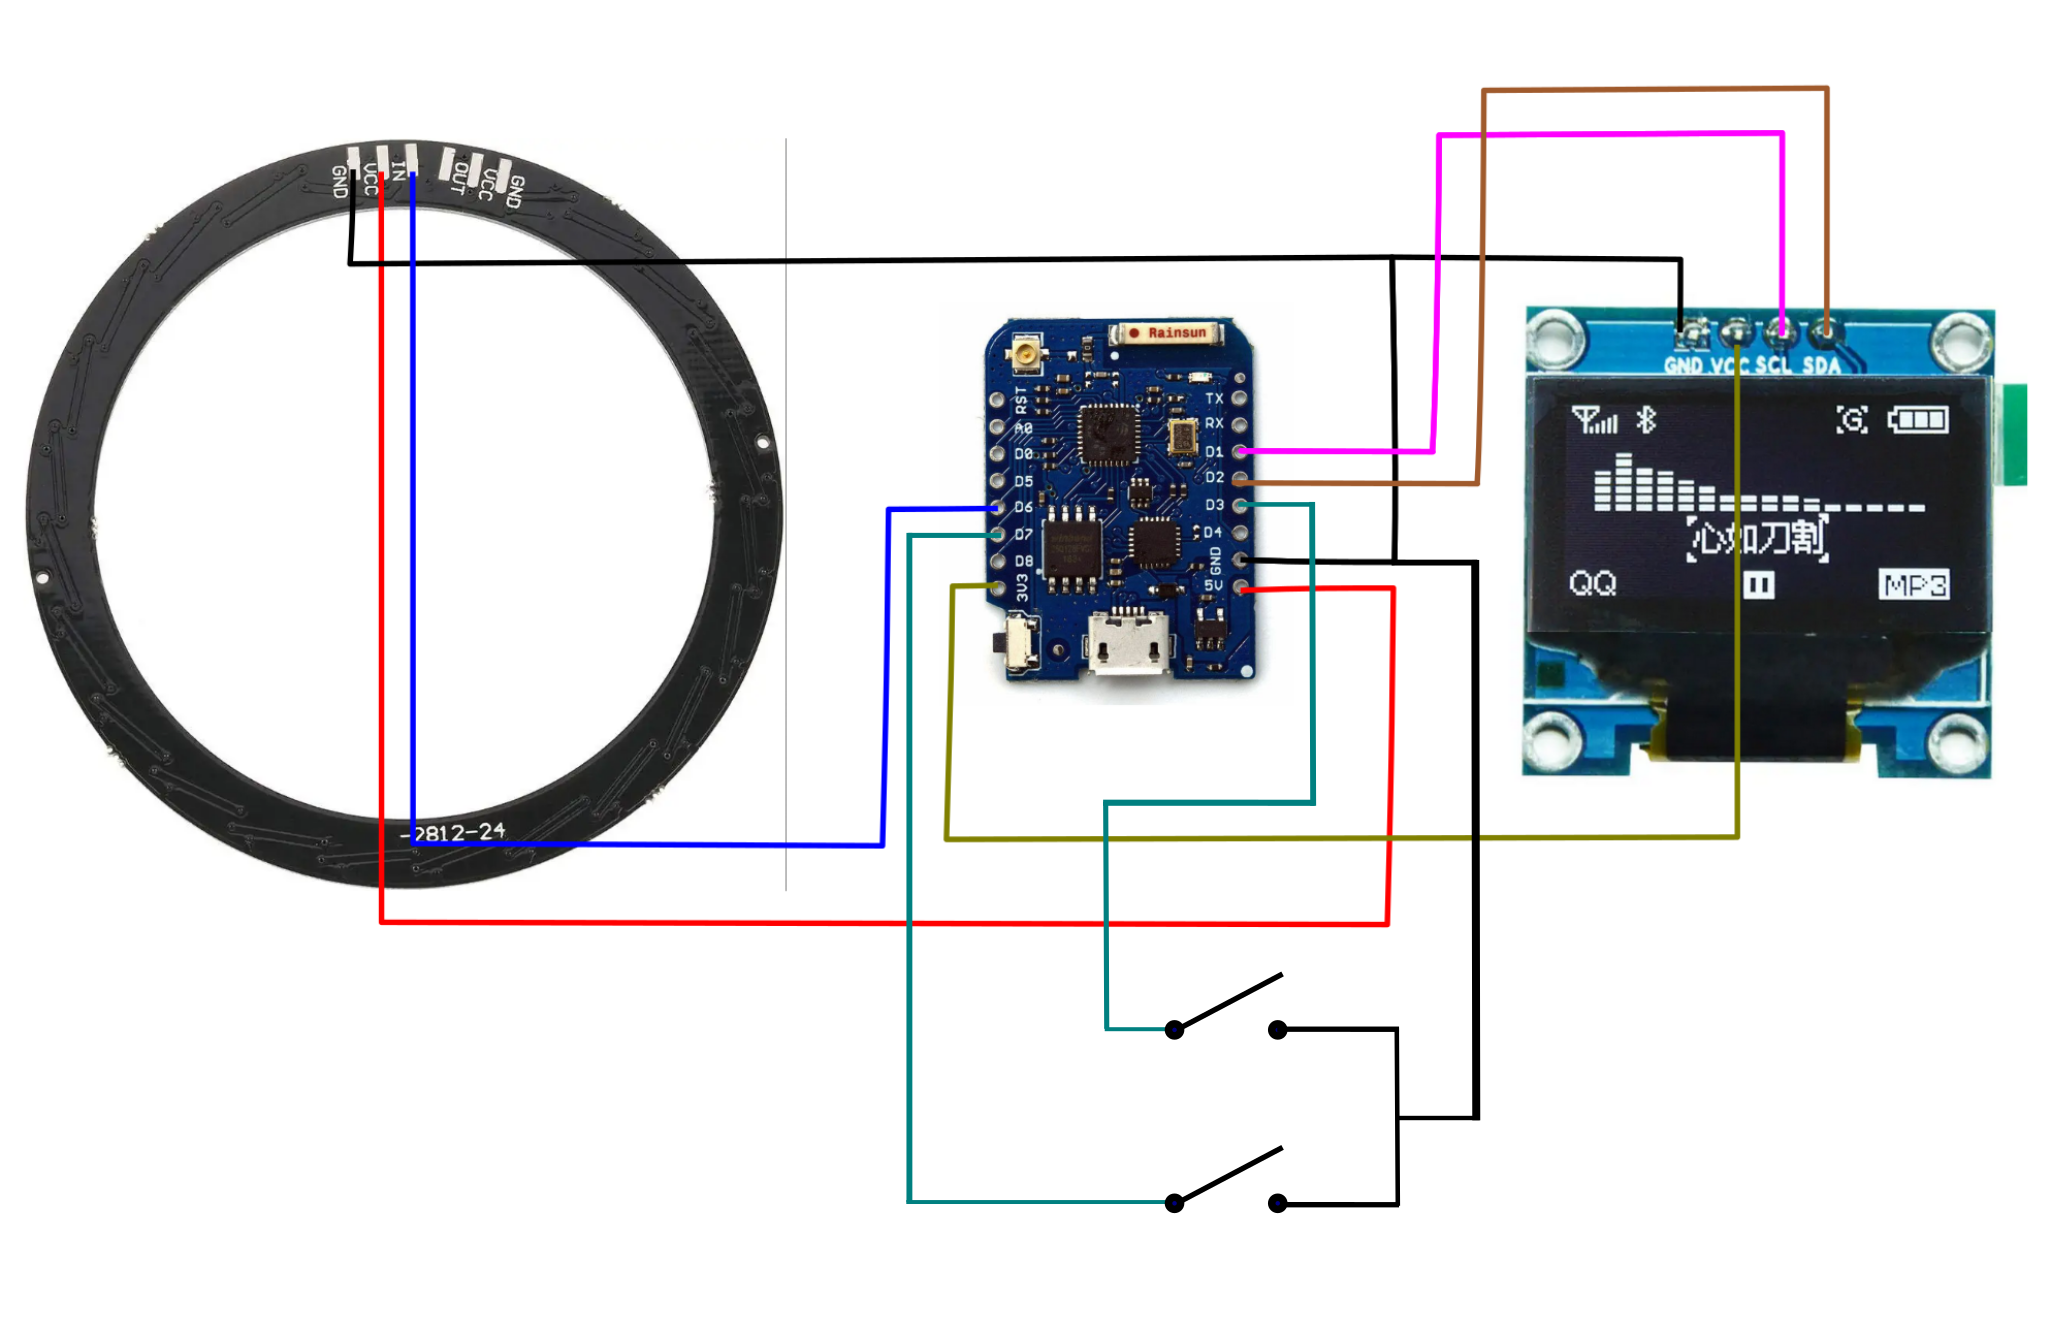 GND
VCC
IN
OUT
VCC
GND
-2812-24
Rainsun
RST
A0
D0
D5
D6
D7
D8
3V3
TX
RX
D1
D2
D3
D4
GND
5V
GND VCC SCL SDA
G
心如刀割
QQ
MP3